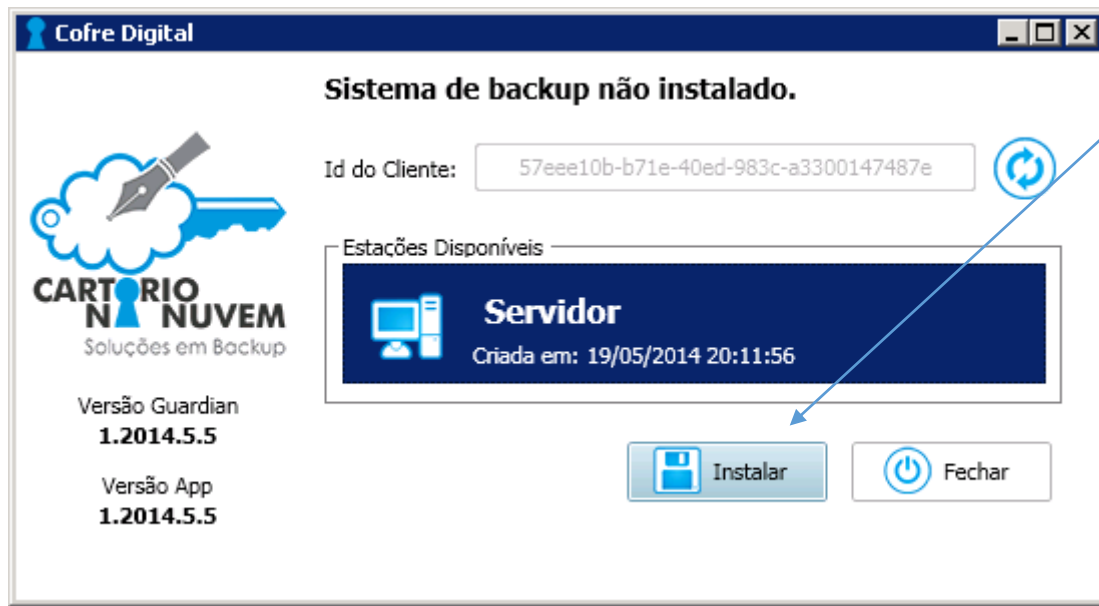 Cofre Digital
Sistema de backup não instalado.
Id do Cliente:
57eee10b-b71e-40ed-983c-a3300147487e
Estações Disponíveis
Servidor
Criada em: 19/05/2014 20:11:56
CARTÓRIO
NA NUVEM
Soluções em Backup
Versão Guardian
1.2014.5.5
Versão App
1.2014.5.5
Instalar
Fechar